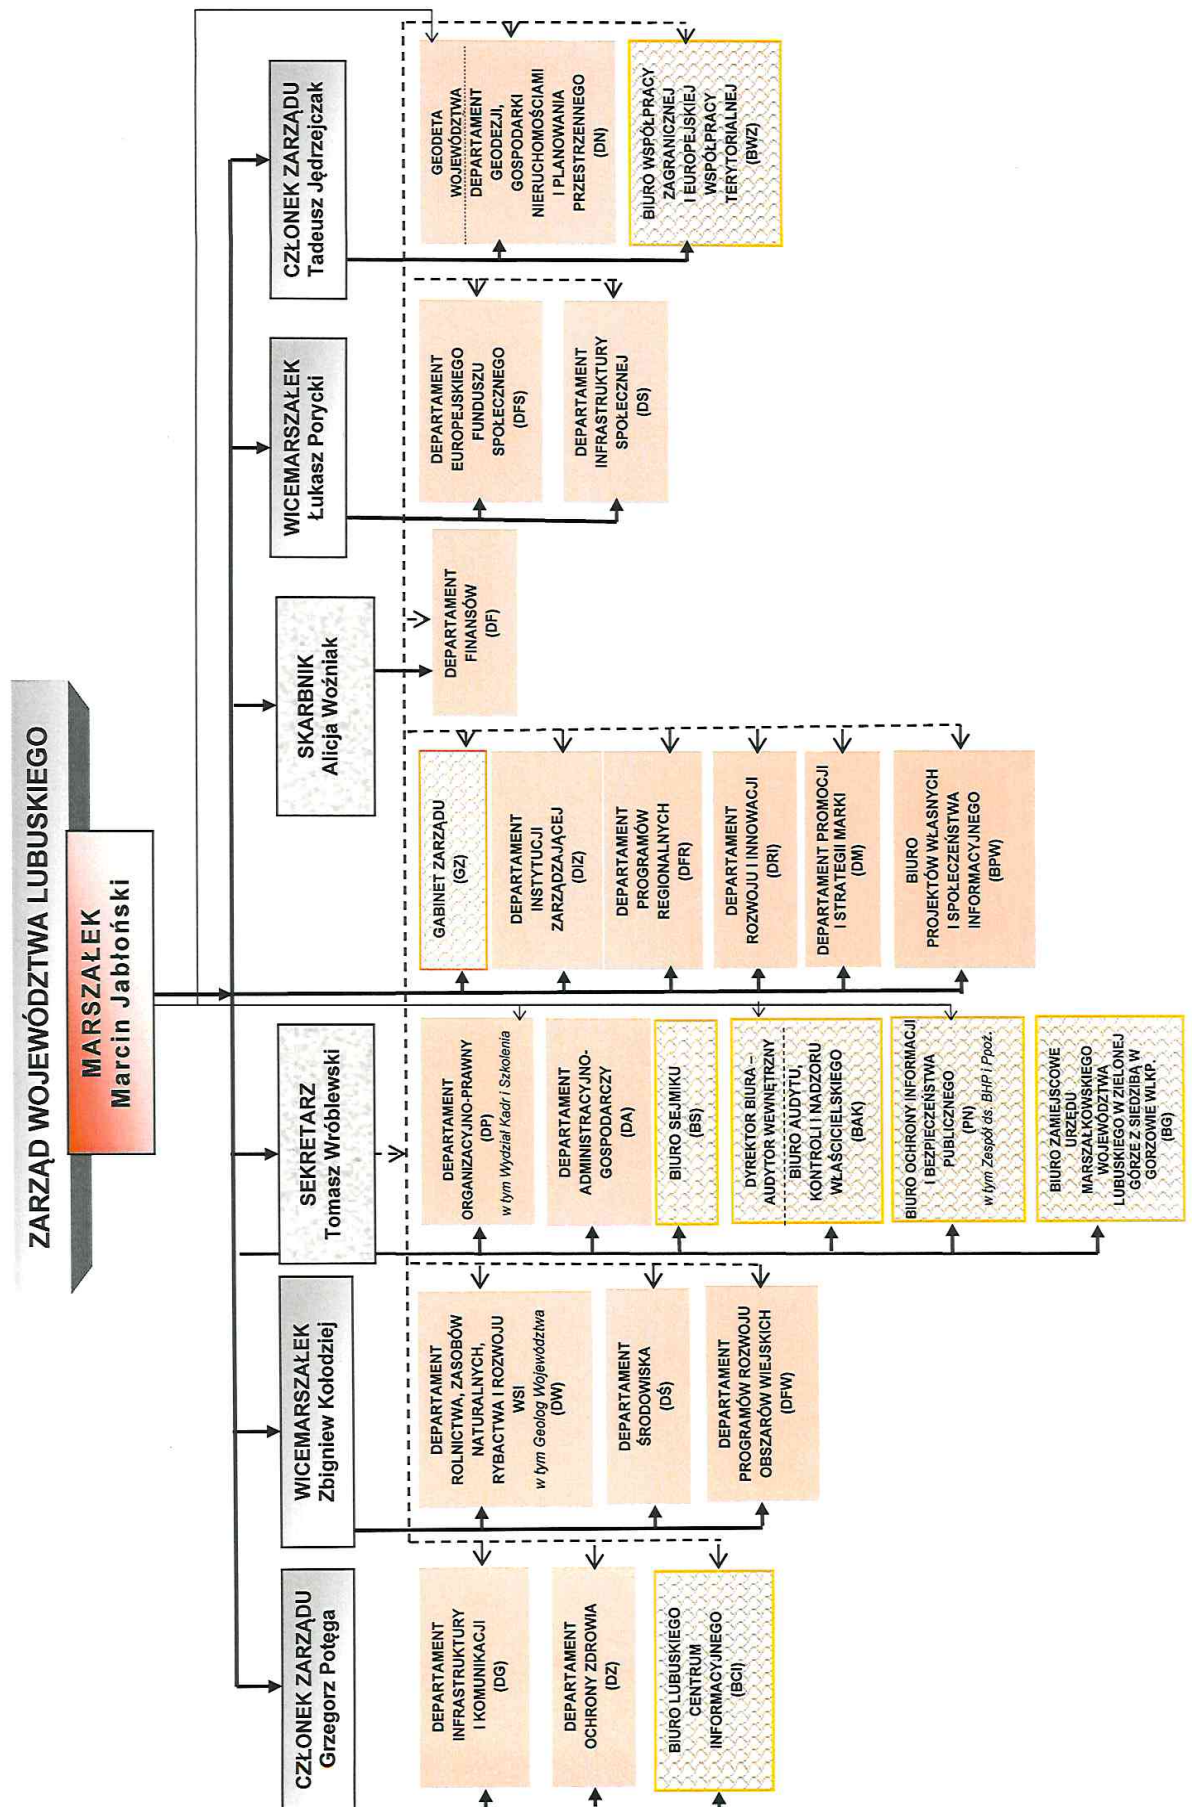 ZARZĄD WOJEWÓDZTWA LUBUSKIEGO
MARSZAŁEK
Marcin Jabłoński
CZŁONEK ZARZĄDU
Grzegorz Potęga
WICEMARSZAŁEK
Zbigniew Kołodziej
SEKRETARZ
Tomasz Wróblewski
SKARBNIK
Alicja Woźniak
WICEMARSZAŁEK
Łukasz Porycki
CZŁONEK ZARZĄDU
Tadeusz Jędrzejczak
DEPARTAMENT
INFRASTRUKTURY
I KOMUNIKACJI
(DG)
DEPARTAMENT
OCHRONY ZDROWIA
(DZ)
BIURO LUBUSKIEGO
CENTRUM
INFORMACYJNEGO
(BCI)
DEPARTAMENT
ROLNICTWA, ZASOBÓW
NATURALNYCH,
RYBACTWA I ROZWOJU
WSI
w tym Geolog Województwa
(DW)
DEPARTAMENT
ŚRODOWISKA
(DŚ)
DEPARTAMENT
PROGRAMÓW ROZWOJU
OBSZARÓW WIEJSKICH
(DFW)
DEPARTAMENT
ORGANIZACYJNO-PRAWNY
(DP)
w tym Wydział Kadr i Szkolenia
DEPARTAMENT
ADMINISTRACYJNO-
GOSPODARCZY
(DA)
BIURO SEJMIKU
(BS)
DYREKTOR BIURA –
AUDYTOR WEWNĘTRZNY
BIURO AUDYTU,
KONTROLI I NADZORU
WŁAŚCICIELSKIEGO
(BAK)
BIURO OCHRONY INFORMACJI
I BEZPIECZEŃSTWA
PUBLICZNEGO
(PN)
w tym Zespół ds. BHP i Ppoż.
BIURO ZAMIEJSCOWE
URZĘDU
MARSZAŁKOWSKIEGO
WOJEWÓDZTWA
LUBUSKIEGO W ZIELONEJ
GÓRZE Z SIEDZIBĄ W
GORZOWIE WLKP.
(BG)
GABINET ZARZĄDU
(GZ)
DEPARTAMENT
INSTYTUCJI
ZARZĄDZAJĄCEJ
(DIZ)
DEPARTAMENT
PROGRAMÓW
REGIONALNYCH
(DFR)
DEPARTAMENT
ROZWOJU I INNOWACJI
(DRI)
DEPARTAMENT PROMOCJI
I STRATEGII MARKI
(DM)
BIURO
PROJEKTÓW WŁASNYCH
I SPOŁECZEŃSTWA
INFORMACYJNEGO
(BPW)
DEPARTAMENT
FINANSÓW
(DF)
DEPARTAMENT
EUROPEJSKIEGO
FUNDUSZU
SPOŁECZNEGO
(DFS)
DEPARTAMENT
INFRASTRUKTURY
SPOŁECZNEJ
(DS)
GEODETA
WOJEWÓDZTWA
DEPARTAMENT
GEODEZJI,
GOSPODARKI
NIERUCHOMOŚCIAMI
I PLANOWANIA
PRZESTRZENNEGO
(DN)
BIURO WSPÓŁPRACY
ZAGRANICZNEJ
I EUROPEJSKIEJ
WSPÓŁPRACY
TERYTORIALNEJ
(BWZ)